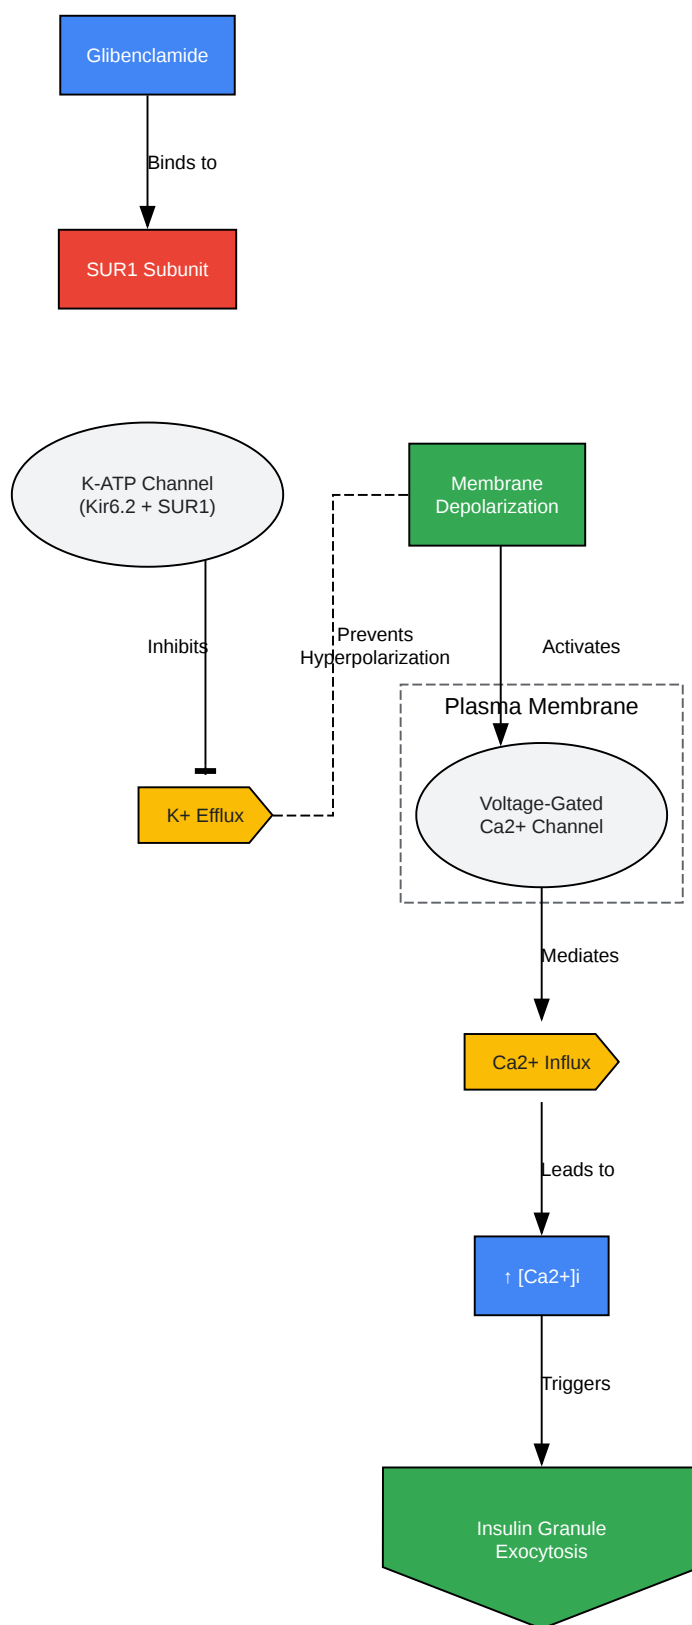 Glibenclamide
Binds to
SUR1 Subunit
K-ATP Channel
(Kir6.2 + SUR1)
Membrane
Depolarization
Inhibits
Prevents
Hyperpolarization
Activates
Plasma Membrane
K+ Efflux
Voltage-Gated
Ca2+ Channel
Mediates
Ca2+ Influx
Leads to
↑ [Ca2+]i
Triggers
Insulin Granule
Exocytosis